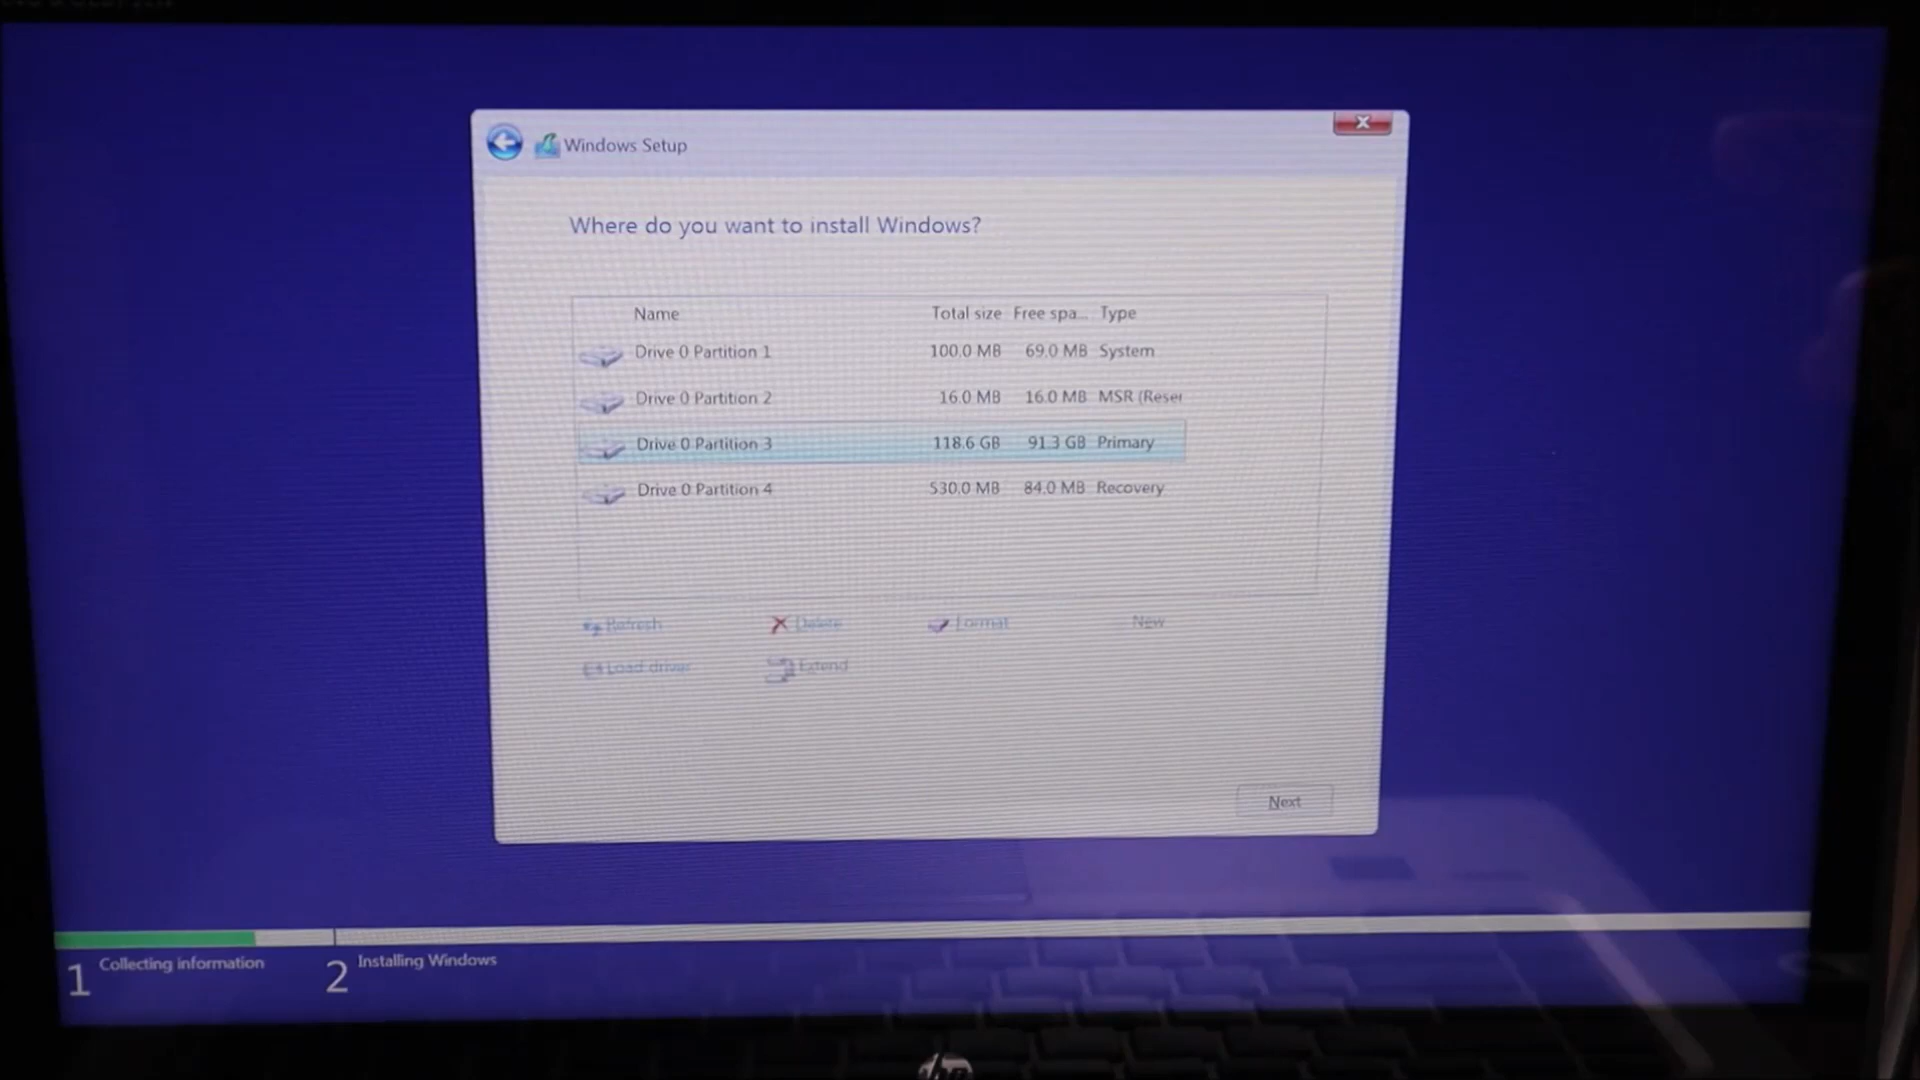 Windows Setup
Where do you want to install Windows?
Name Total size Free spa... Type
Drive 0 Partition 1 100.0 MB 69.0 MB System
Drive 0 Partition 2 16.0 MB 16.0 MB MSR (Reser
Drive 0 Partition 3 118.6 GB 91.3 GB Primary
Drive 0 Partition 4 530.0 MB 84.0 MB Recovery
Refresh Delete Format New
Load driver Extend
Next
1 Collecting information 2 Installing Windows
hp